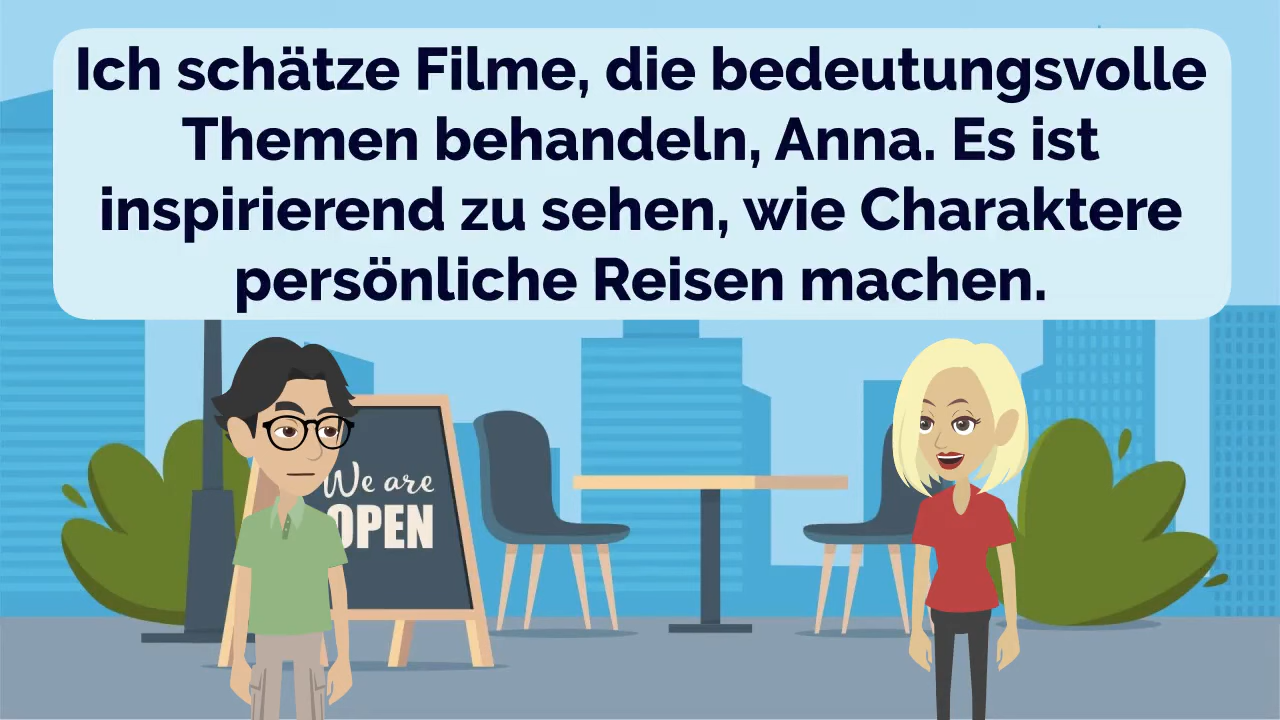 Ich schätze Filme, die bedeutungsvolle
Themen behandeln, Anna. Es ist
inspirierend zu sehen, wie Charaktere
persönliche Reisen machen.
We are
OPEN